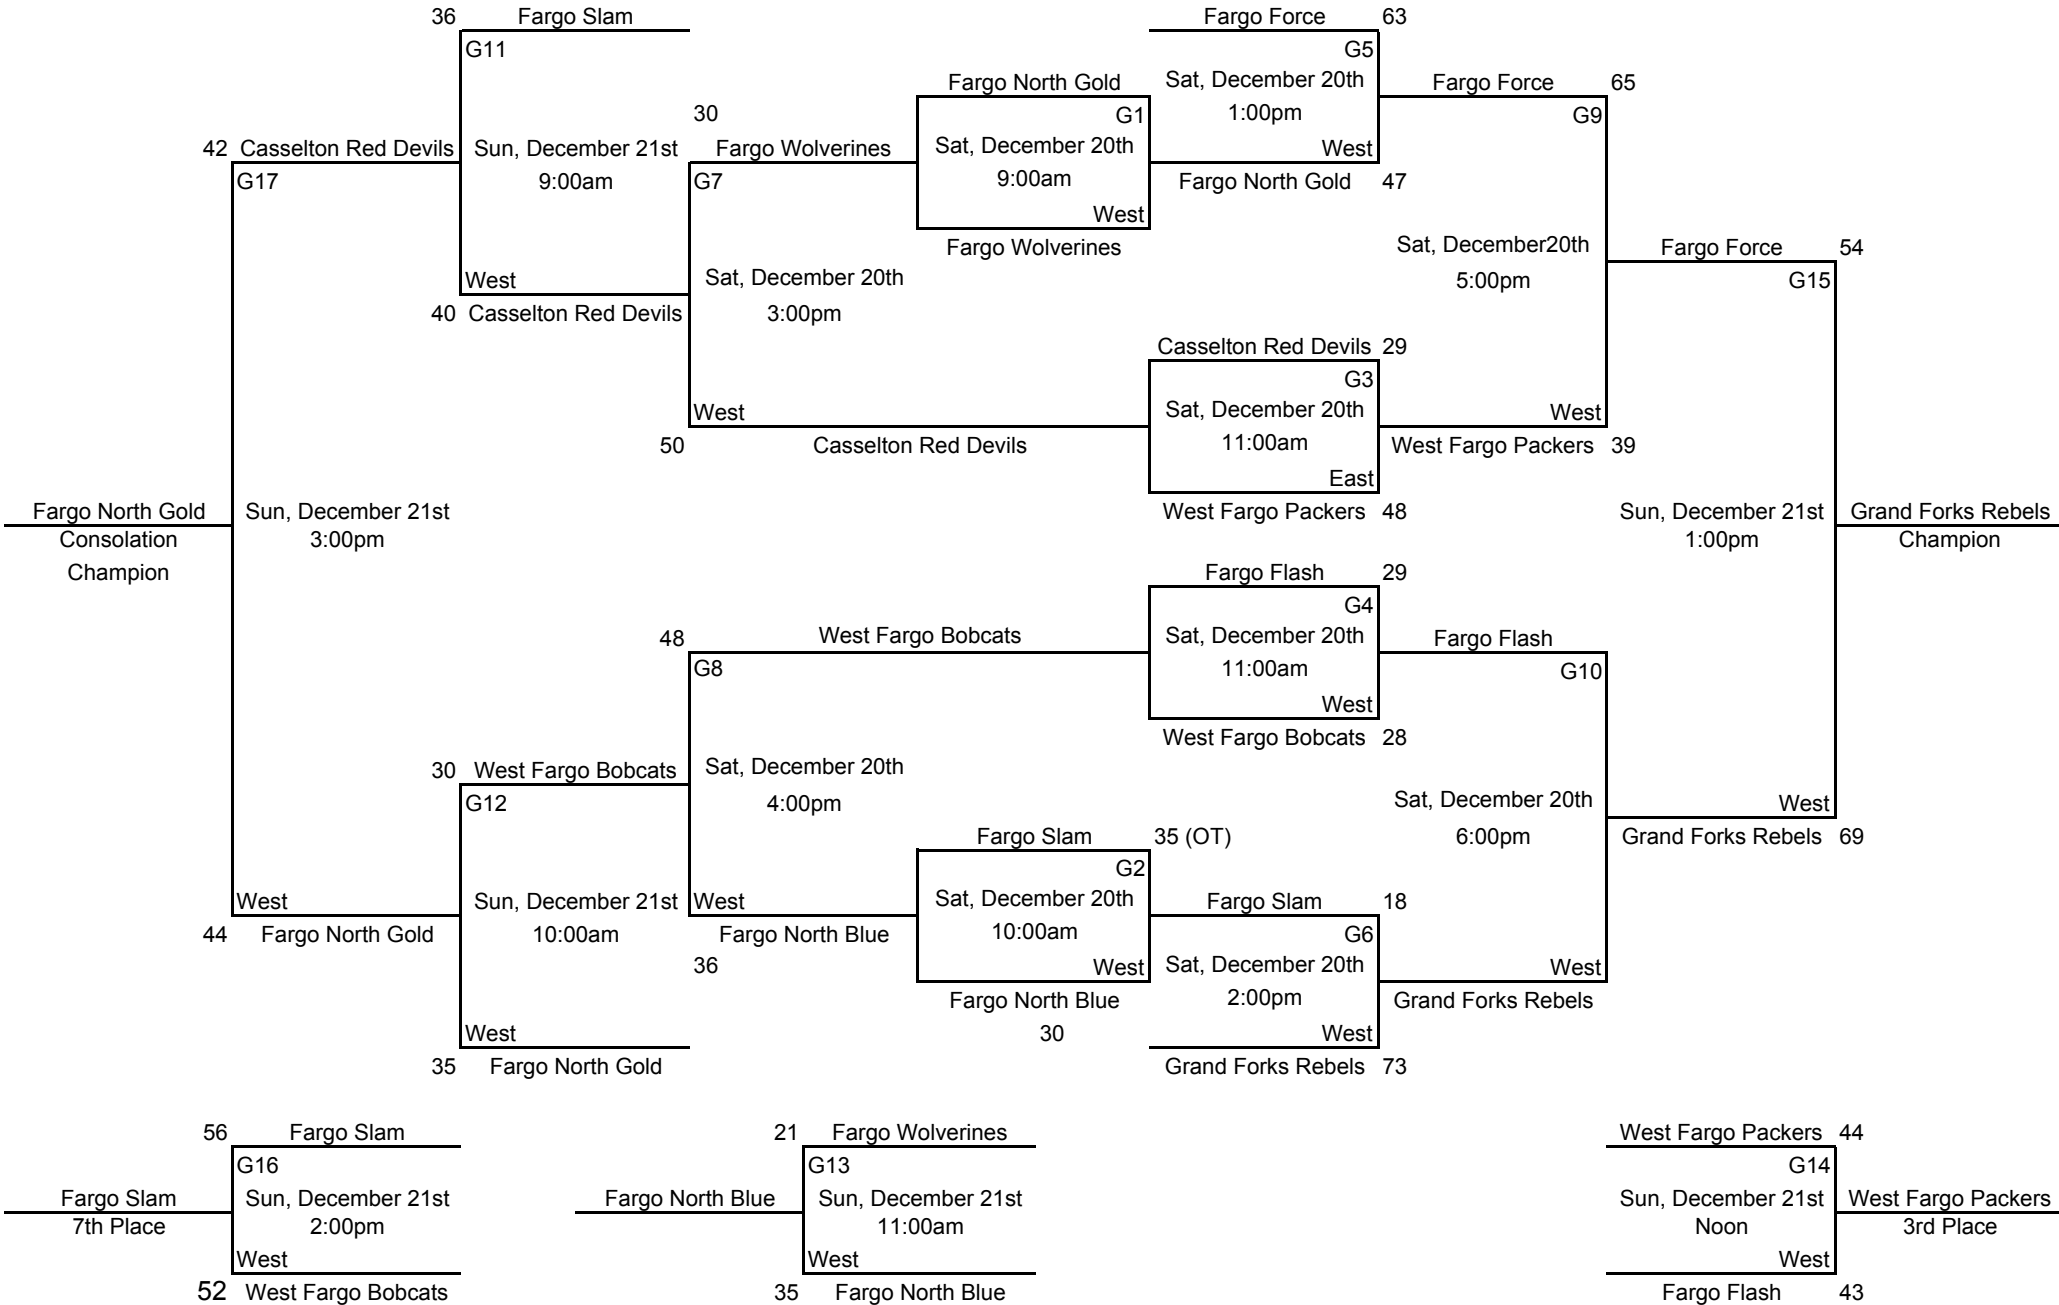 36 Fargo Slam
Fargo Force 63
G11
G5
Fargo North Gold
Sat, December 20th
Fargo Force 65
30
G1
1:00pm
G9
42 Casselton Red Devils
Sun, December 21st
Fargo Wolverines
Sat, December 20th
West
G17
9:00am
G7
9:00am
Fargo North Gold 47
West
Fargo Wolverines
Sat, December20th
Fargo Force 54
West
Sat, December 20th
5:00pm
G15
40 Casselton Red Devils
3:00pm
Casselton Red Devils 29
G3
West
Sat, December 20th
West
50
Casselton Red Devils
11:00am
West Fargo Packers 39
East
Fargo North Gold
Sun, December 21st
West Fargo Packers 48
Sun, December 21st
Grand Forks Rebels
Consolation
3:00pm
1:00pm
Champion
Champion
Fargo Flash 29
G4
48
West Fargo Bobcats
Sat, December 20th
Fargo Flash
G8
11:00am
G10
West
West Fargo Bobcats 28
30 West Fargo Bobcats
Sat, December 20th
G12
4:00pm
Sat, December 20th
West
Fargo Slam 35 (OT)
6:00pm
Grand Forks Rebels 69
G2
West
Sun, December 21st
West
Sat, December 20th
Fargo Slam 18
44 Fargo North Gold
10:00am
Fargo North Blue
10:00am
G6
36
West
Sat, December 20th
West
Fargo North Blue
2:00pm
Grand Forks Rebels
West
30
West
35 Fargo North Gold
Grand Forks Rebels 73
56 Fargo Slam
21 Fargo Wolverines
West Fargo Packers 44
G16
G13
G14
Fargo Slam
Sun, December 21st
Fargo North Blue
Sun, December 21st
Sun, December 21st
West Fargo Packers
7th Place
2:00pm
11:00am
Noon
3rd Place
West
West
West
52 West Fargo Bobcats
35 Fargo North Blue
Fargo Flash 43